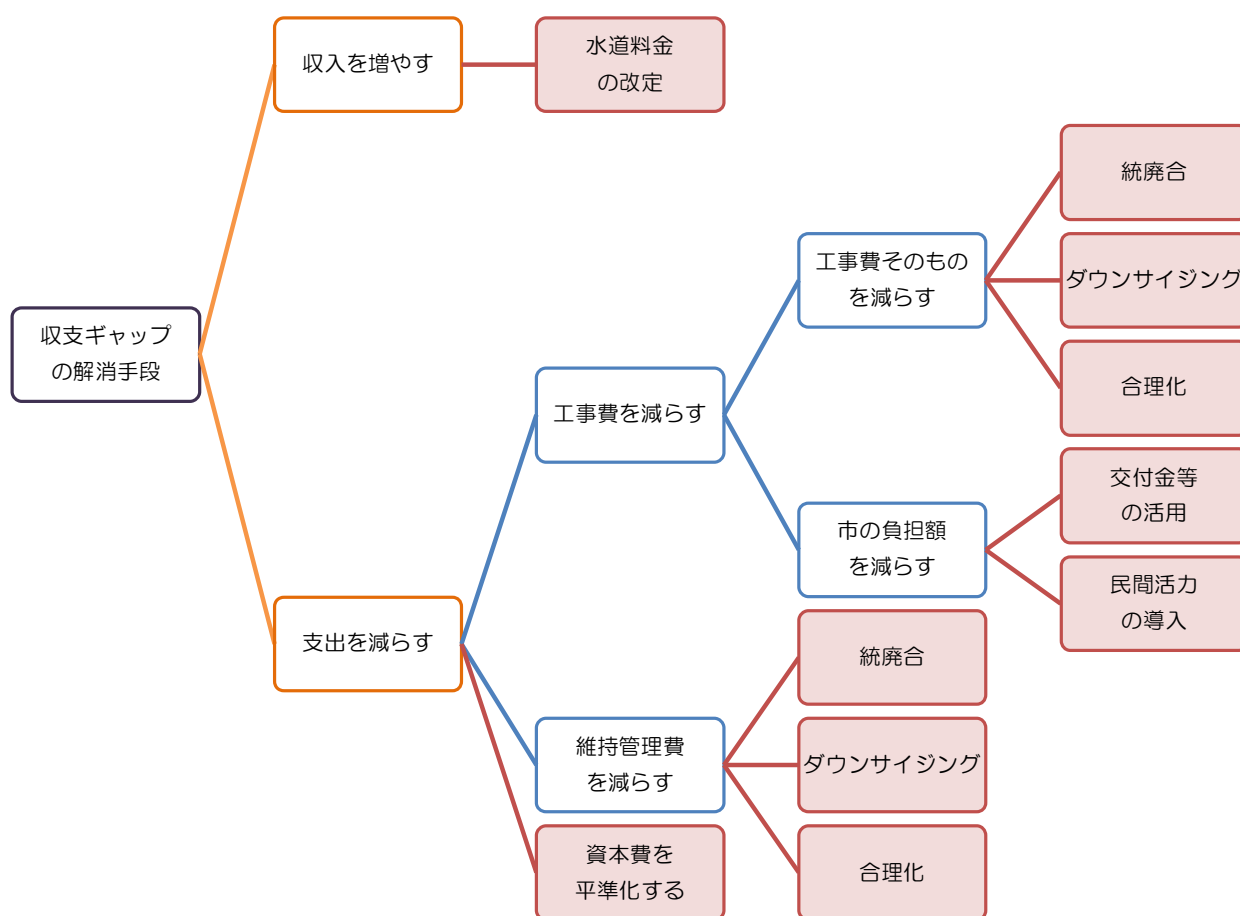 収入を増やす
水道料金
の改定
統廃合
工事費そのもの
を減らす
ダウンサイジング
収支ギャップ
の解消手段
工事費を減らす
合理化
交付金等
の活用
市の負担額
を減らす
民間活力
の導入
支出を減らす
統廃合
維持管理費
を減らす
ダウンサイジング
資本費を
平準化する
合理化